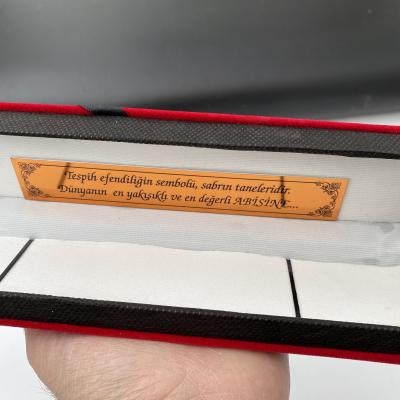 Tespih efendiliğin sembolü, sabrın taneleridir.
Dünyanın en yakışıklı ve en değerli ABİSİNE...